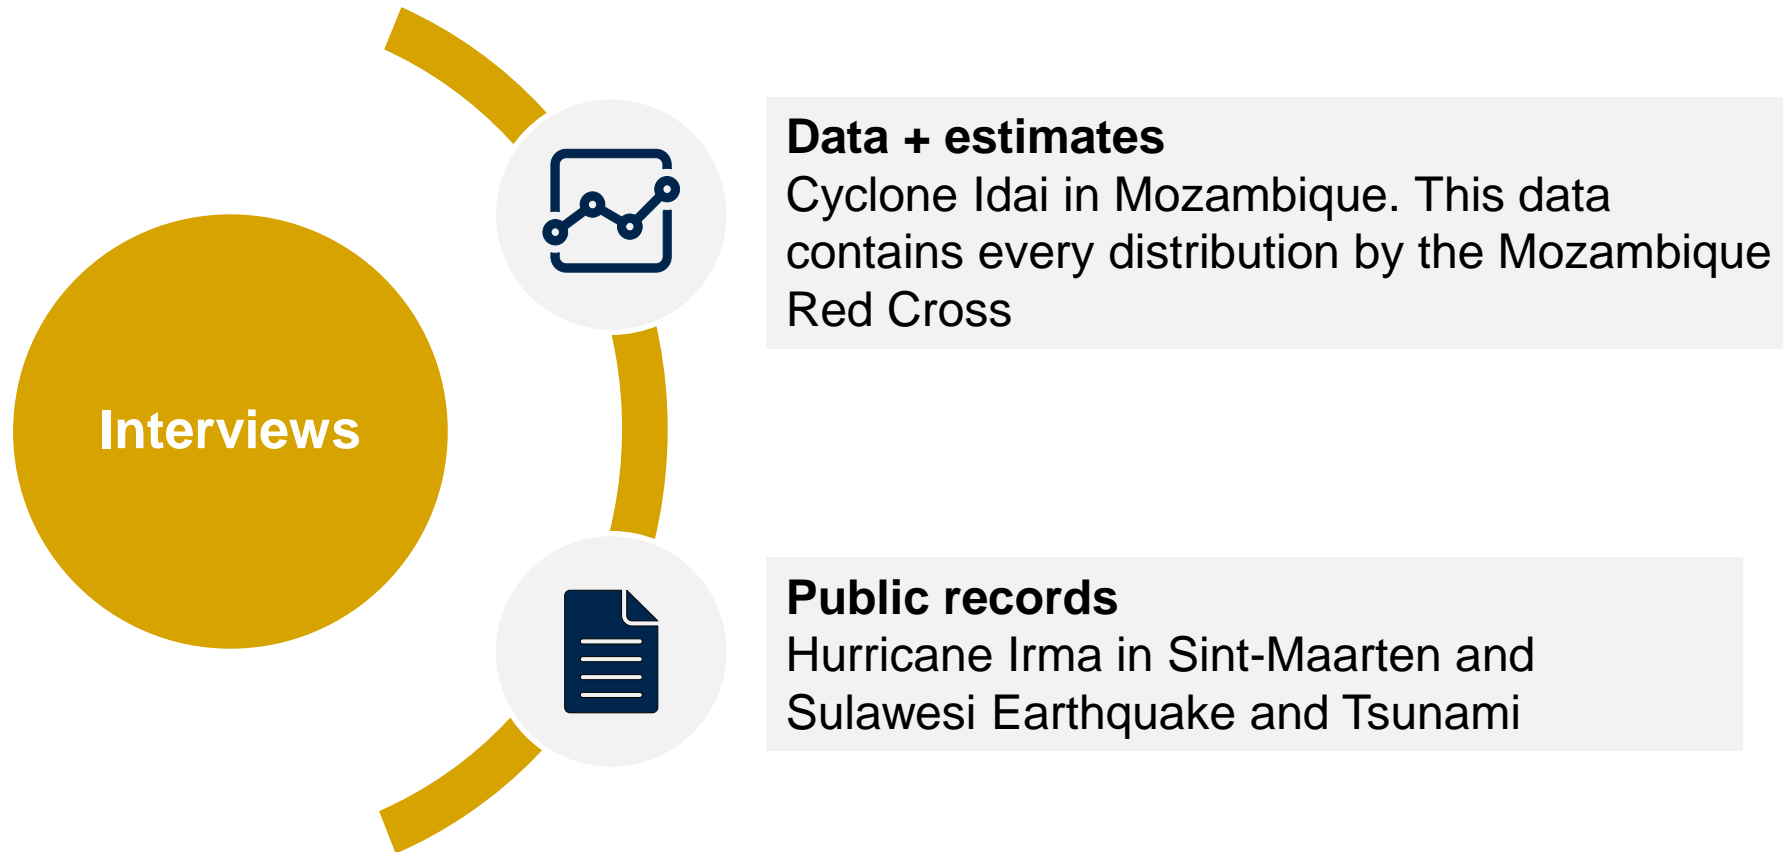 Interviews
Data + estimates
Cyclone Idai in Mozambique. This data
contains every distribution by the Mozambique
Red Cross
Public records
Hurricane Irma in Sint-Maarten and
Sulawesi Earthquake and Tsunami